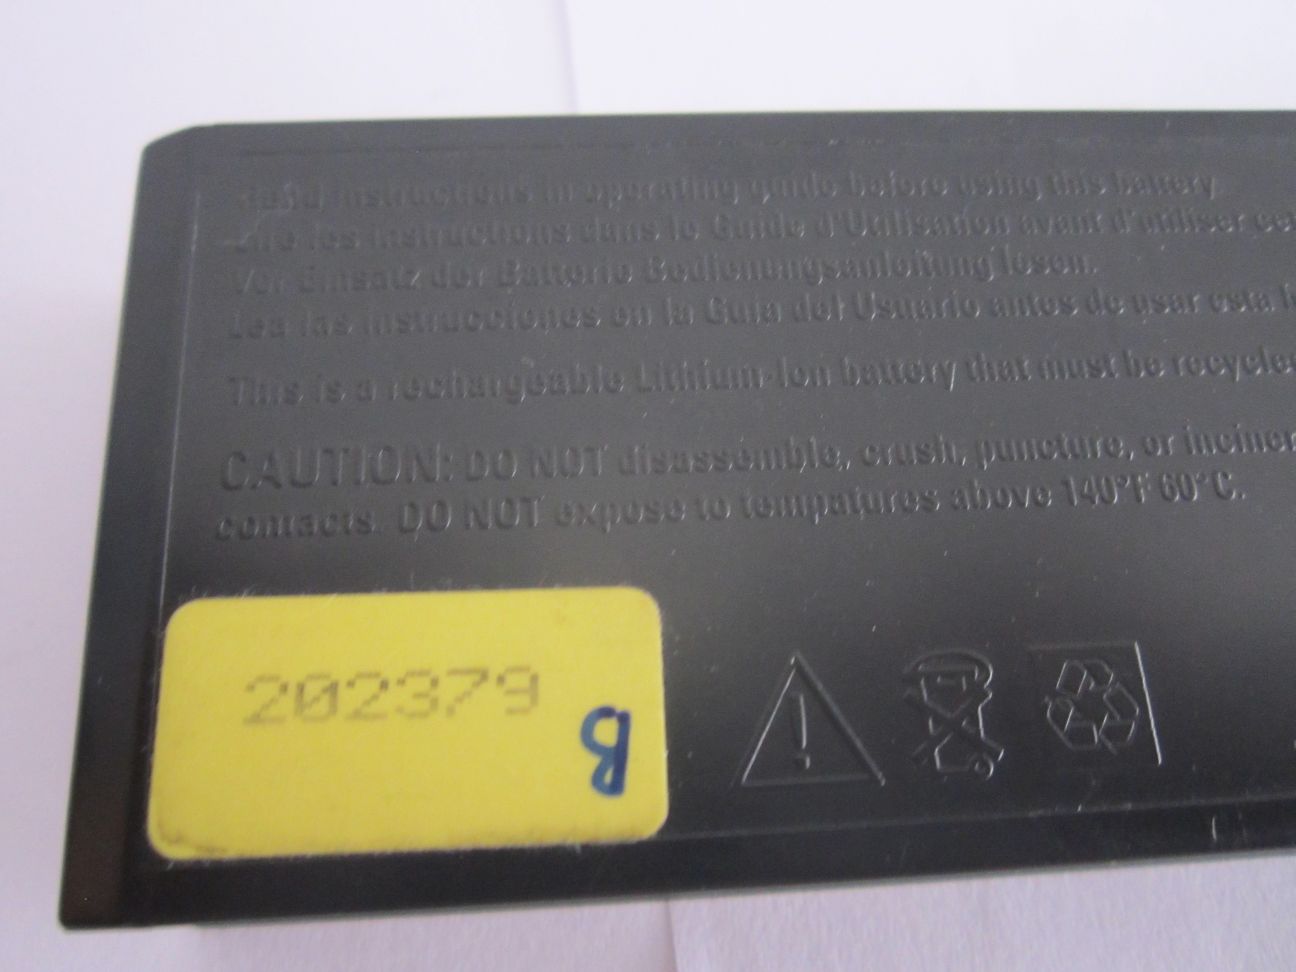 Read instructions in operating guide before using this battery
Lire les instructions dans le Guide d'Utilisation avant d'utiliser
Vor Einsatz der Batterie Bedienungsanleitung lesen.
Lea las instrucciones en la Guia del Usuario antes de usar esta
This is a rechargeable Lithium-Ion battery that must be recycle
CAUTION: DO NOT disassemble, crush, puncture, or inciner
contacts. DO NOT expose to tempatures above 140°F 60°C.
202379
B